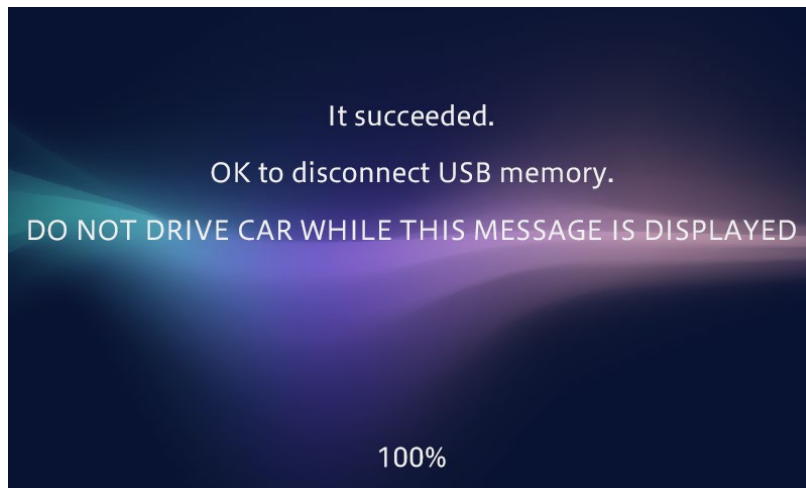 It succeeded.
OK to disconnect USB memory.
DO NOT DRIVE CAR WHILE THIS MESSAGE IS DISPLAYED
100%